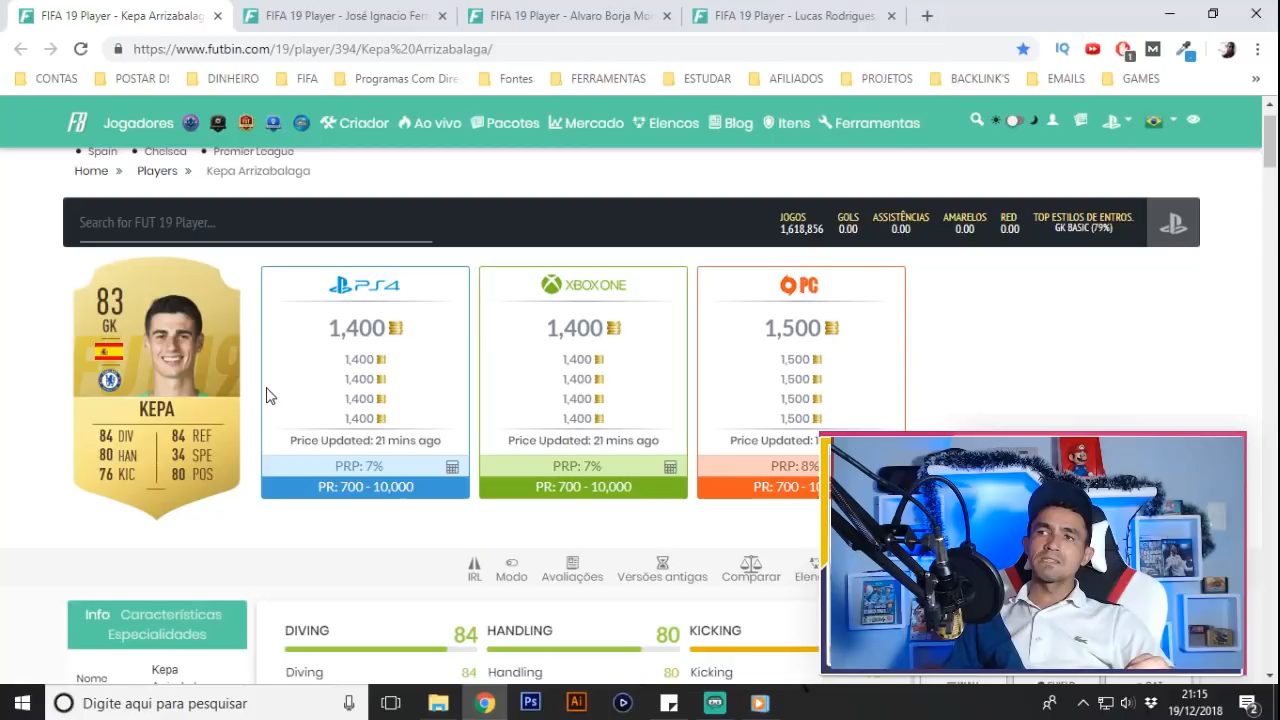 FIFA 19 Player - Kepa Arrizabalag
FIFA 19 Player - José Ignacio Fer
FIFA 19 Player - Alvaro Borja Mo
FIFA 19 Player - Lucas Rodrigues
https://www.futbin.com/19/player/394/Kepa%20Arrizabalaga/
CONTAS
POSTAR D!
DINHEIRO
FIFA
Programas Com Dire
Fontes
FERRAMENTAS
ESTUDAR
AFILIADOS
PROJETOS
BACKLINK'S
EMAILS
GAMES
Jogadores
Criador
Ao vivo
Pacotes
Mercado
Elencos
Blog
Itens
Ferramentas
Spain
Chelsea
Premier League
Home » Players » Kepa Arrizabalaga
Search for FUT 19 Player...
JOGOS
1,618,856
GOLS
0.00
ASSISTÊNCIAS
0.00
AMARELOS
0.00
RED
0.00
TOP ESTILOS DE ENTROS.
GK BASIC (79%)
83
GK
KEPA
84 DIV
84 REF
80 HAN
34 SPE
76 KIC
80 POS
PS4
1,400
1,400
1,400
1,400
1,400
Price Updated: 21 mins ago
PRP: 7%
PR: 700 - 10,000
XBOX ONE
1,400
1,400
1,400
1,400
1,400
Price Updated: 21 mins ago
PRP: 7%
PR: 700 - 10,000
PC
1,500
1,500
1,500
1,500
1,500
Price Updated: 1
PRP: 8%
PR: 700 - 10
IRL
Modo
Avaliações
Versões antigas
Comparar
Elen
Info
Características
Especialidades
Nome
Kepa
DIVING 84
Diving 84
HANDLING 80
Handling 80
KICKING
Kicking
Digite aqui para pesquisar
21:15
19/12/2018